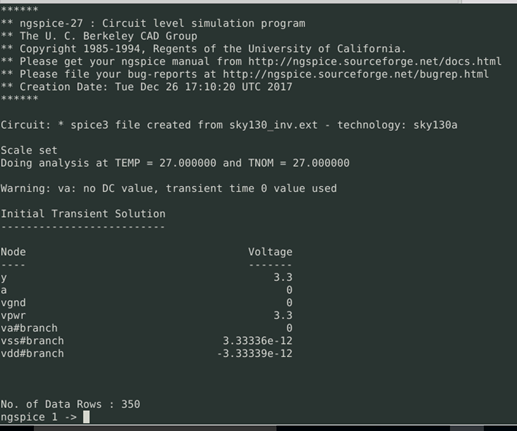 ******
** ngspice-27 : Circuit level simulation program
** The U. C. Berkeley CAD Group
** Copyright 1985-1994, Regents of the University of California.
** Please get your ngspice manual from http://ngspice.sourceforge.net/docs.html
** Please file your bug-reports at http://ngspice.sourceforge.net/bugrep.html
** Creation Date: Tue Dec 26 17:10:20 UTC 2017
******
Circuit: * spice3 file created from sky130_inv.ext - technology: sky130a
Scale set
Doing analysis at TEMP = 27.000000 and TNOM = 27.000000
Warning: va: no DC value, transient time 0 value used
Initial Transient Solution
--------------------------
Node Voltage
---- -------
y 3.3
a 0
vgnd 0
vpwr 3.3
va#branch 0
vss#branch 3.33336e-12
vdd#branch -3.33339e-12
No. of Data Rows : 350
ngspice 1 ->